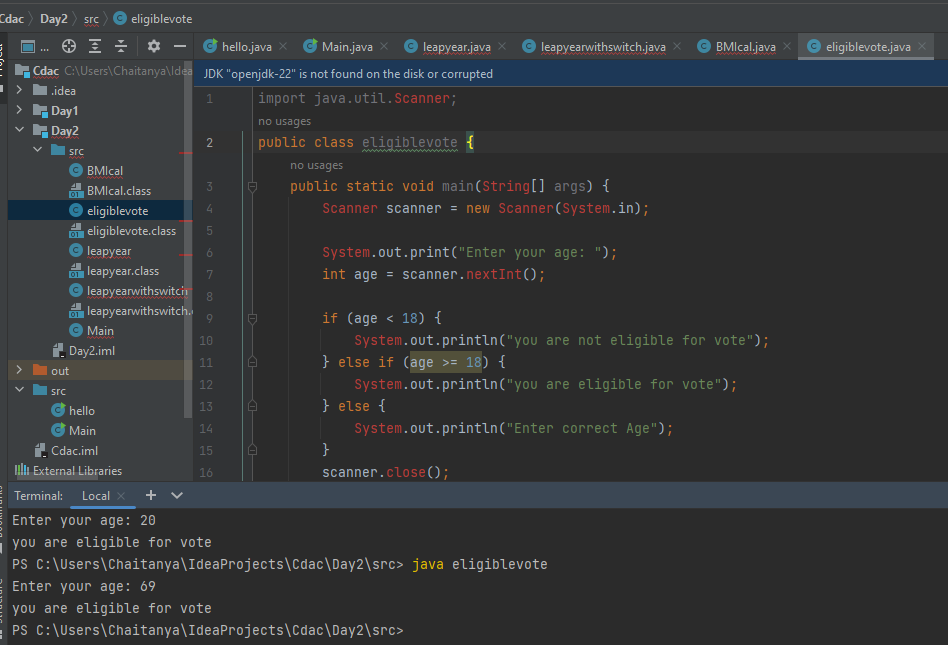 Cdac Day2 src eligiblevote
...
hello.java Main.java leapyear.java leapyearwithswitch.java BMIcal.java eligiblevote.java
Cdac C:\Users\Chaitanya\Idea
JDK "openjdk-22" is not found on the disk or corrupted
.idea
Day1
Day2
src
BMIcal
BMIcal.class
eligiblevote
eligiblevote.class
leapyear
leapyear.class
leapyearwithswitch
leapyearwithswitch.
Main
Day2.iml
out
src
hello
Main
Cdac.iml
External Libraries
1 import java.util.Scanner;
no usages
2 public class eligiblevote {
no usages
3 public static void main(String[] args) {
4 Scanner scanner = new Scanner(System.in);
5
6 System.out.print("Enter your age: ");
7 int age = scanner.nextInt();
8
9 if (age < 18) {
10 System.out.println("you are not eligible for vote");
11 } else if (age >= 18) {
12 System.out.println("you are eligible for vote");
13 } else {
14 System.out.println("Enter correct Age");
15 }
16 scanner.close();
Terminal: Local
Enter your age: 20
you are eligible for vote
PS C:\Users\Chaitanya\IdeaProjects\Cdac\Day2\src> java eligiblevote
Enter your age: 69
you are eligible for vote
PS C:\Users\Chaitanya\IdeaProjects\Cdac\Day2\src>